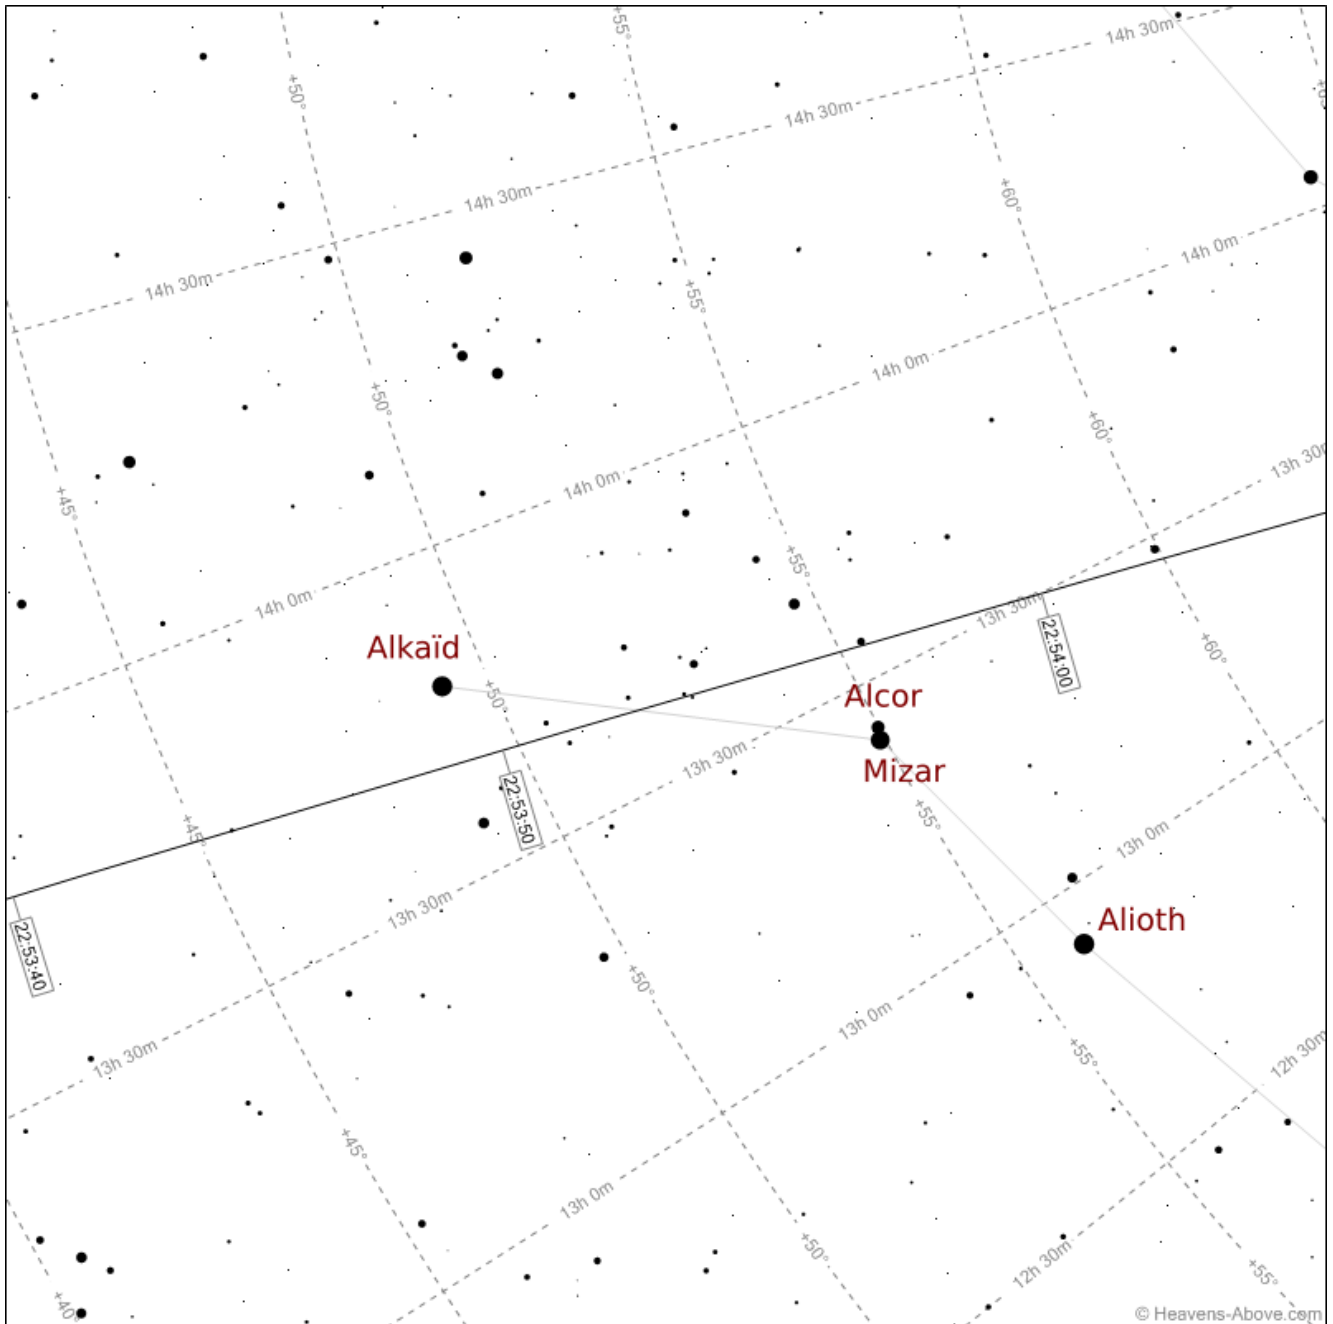 +55°
14h 30m
+50°
14h 30m
14h 30m
+60°
14h 0m
14h 30m
+55°
14h 0m
+50°
+60°
13h 30m
14h 0m
+45°
+55°
14h 0m
13h 30m
Alkaïd
22:54:00
+60°
+50°
Alcor
13h 30m
Mizar
22:53:50
+55°
+45°
13h 0m
13h 30m
Alioth
22:53:40
+50°
13h 0m
13h 30m
+55°
12h 30m
+45°
13h 0m
+50°
12h 30m
+55°
+40°
© Heavens-Above.com